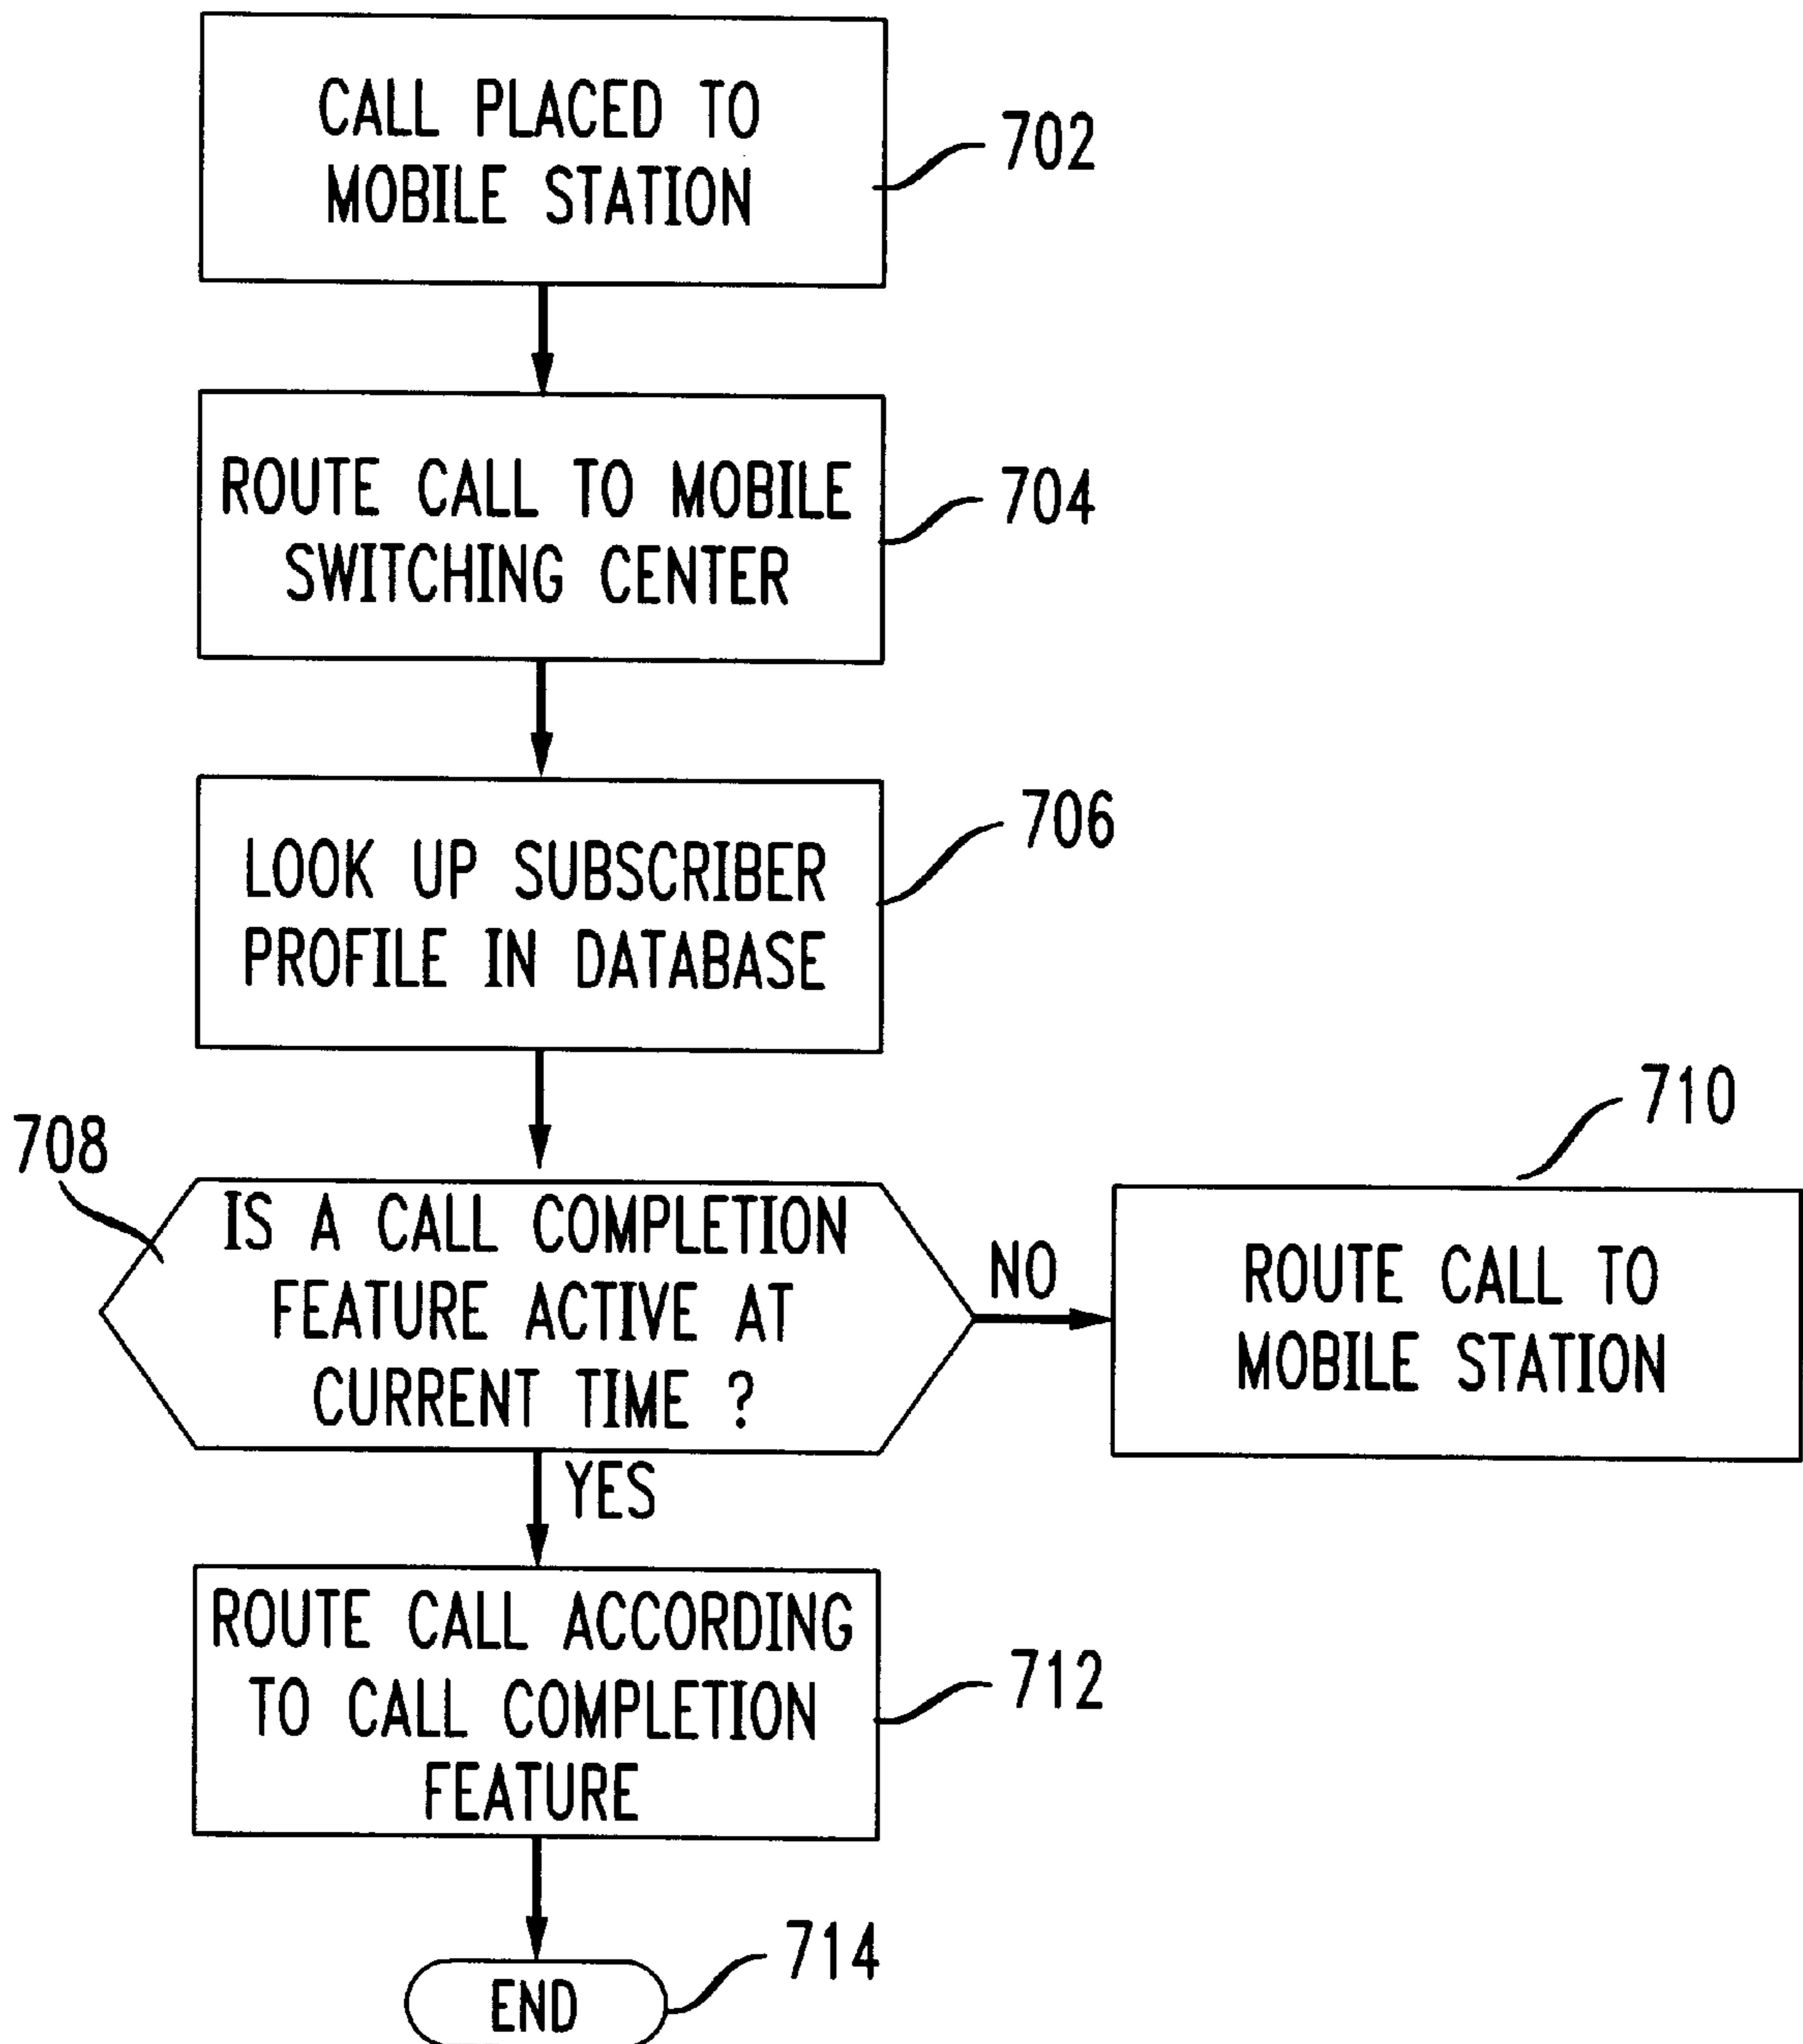 CALL PLACED TO
MOBILE STATION
702
ROUTE CALL TO MOBILE
SWITCHING CENTER
704
LOOK UP SUBSCRIBER
PROFILE IN DATABASE
706
708
IS A CALL COMPLETION
FEATURE ACTIVE AT
CURRENT TIME ?
NO
710
ROUTE CALL TO
MOBILE STATION
YES
ROUTE CALL ACCORDING
TO CALL COMPLETION
FEATURE
712
END
714